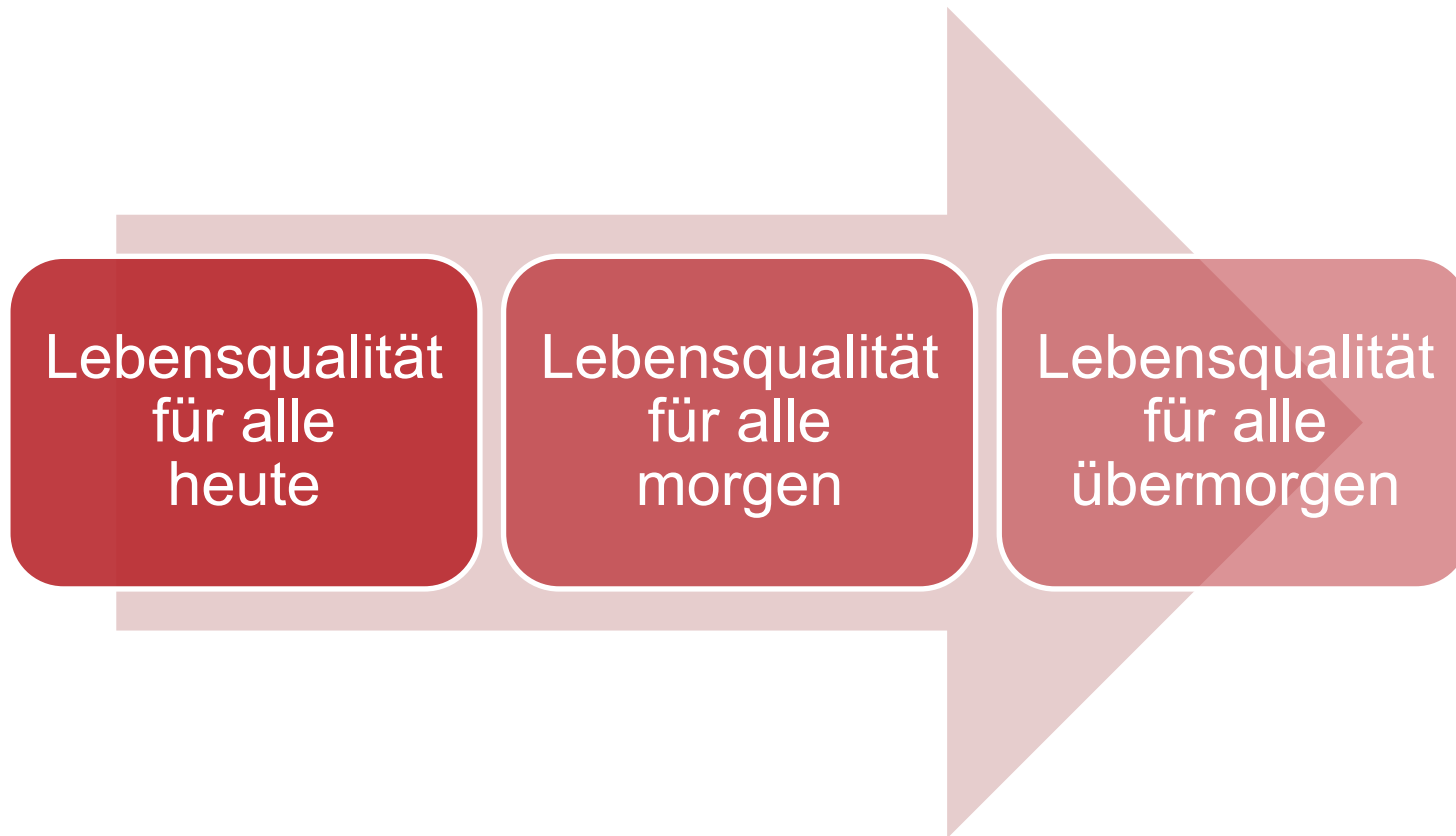 Lebensqualität
für alle
heute
Lebensqualität
für alle
morgen
Lebensqualität
für alle
übermorgen